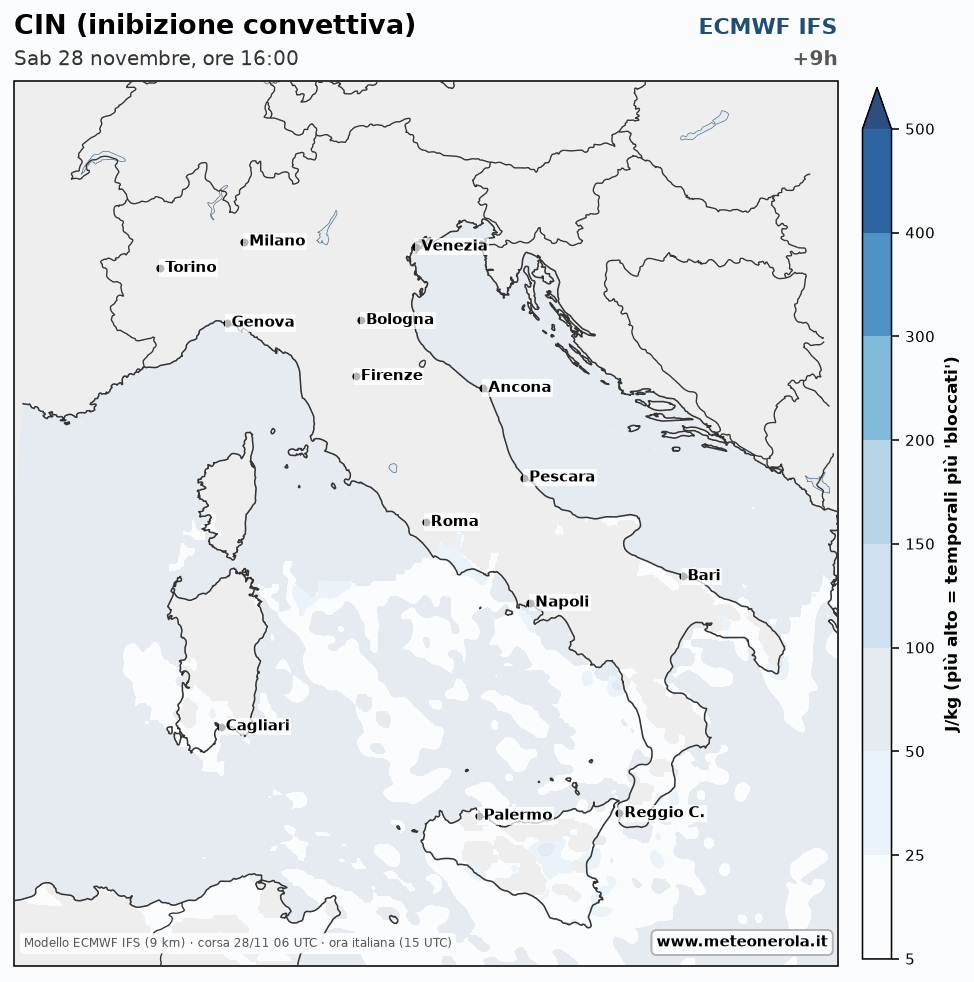 CIN (inibizione convettiva)
ECMWF IFS
Sab 28 novembre, ore 16:00
+9h
Milano
Venezia
Torino
Genova
Bologna
Firenze
Ancona
Pescara
Roma
Bari
Napoli
Cagliari
Palermo
Reggio C.
500
400
300
200
150
100
50
25
5
J/kg (più alto = temporali più 'bloccati')
Modello ECMWF IFS (9 km) · corsa 28/11 06 UTC · ora italiana (15 UTC)
www.meteonerola.it